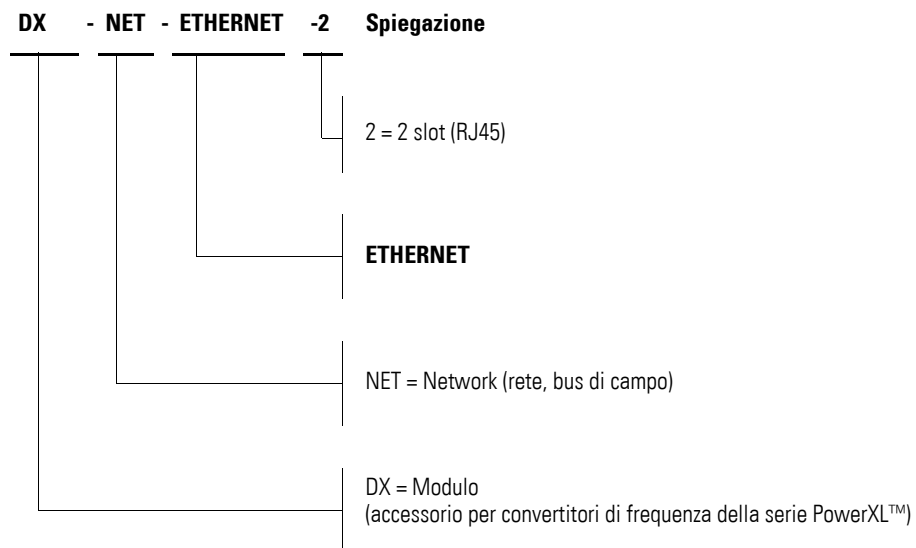 DX - NET - ETHERNET -2 Spiegazione
2 = 2 slot (RJ45)
ETHERNET
NET = Network (rete, bus di campo)
DX = Modulo
(accessorio per convertitori di frequenza della serie PowerXL™)